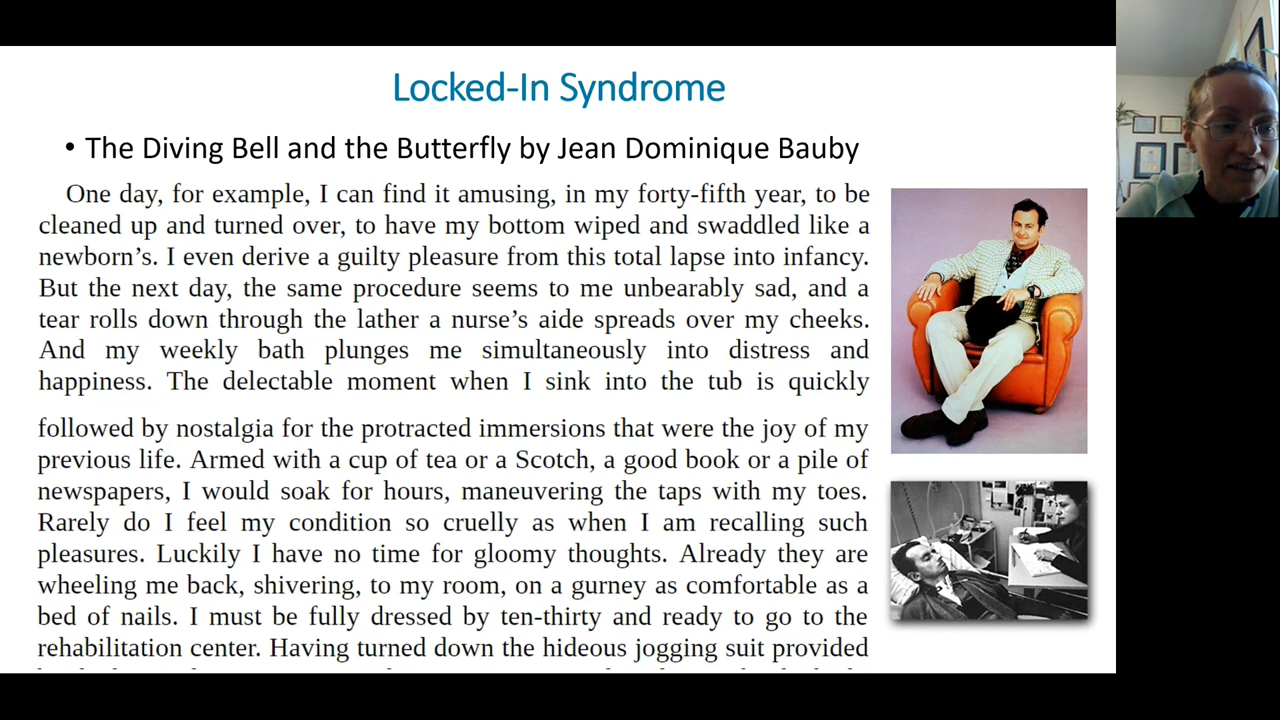 Locked-In Syndrome
• The Diving Bell and the Butterfly by Jean Dominique Bauby
One day, for example, I can find it amusing, in my forty-fifth year, to be
cleaned up and turned over, to have my bottom wiped and swaddled like a
newborn’s. I even derive a guilty pleasure from this total lapse into infancy.
But the next day, the same procedure seems to me unbearably sad, and a
tear rolls down through the lather a nurse’s aide spreads over my cheeks.
And my weekly bath plunges me simultaneously into distress and
happiness. The delectable moment when I sink into the tub is quickly
followed by nostalgia for the protracted immersions that were the joy of my
previous life. Armed with a cup of tea or a Scotch, a good book or a pile of
newspapers, I would soak for hours, maneuvering the taps with my toes.
Rarely do I feel my condition so cruelly as when I am recalling such
pleasures. Luckily I have no time for gloomy thoughts. Already they are
wheeling me back, shivering, to my room, on a gurney as comfortable as a
bed of nails. I must be fully dressed by ten-thirty and ready to go to the
rehabilitation center. Having turned down the hideous jogging suit provided